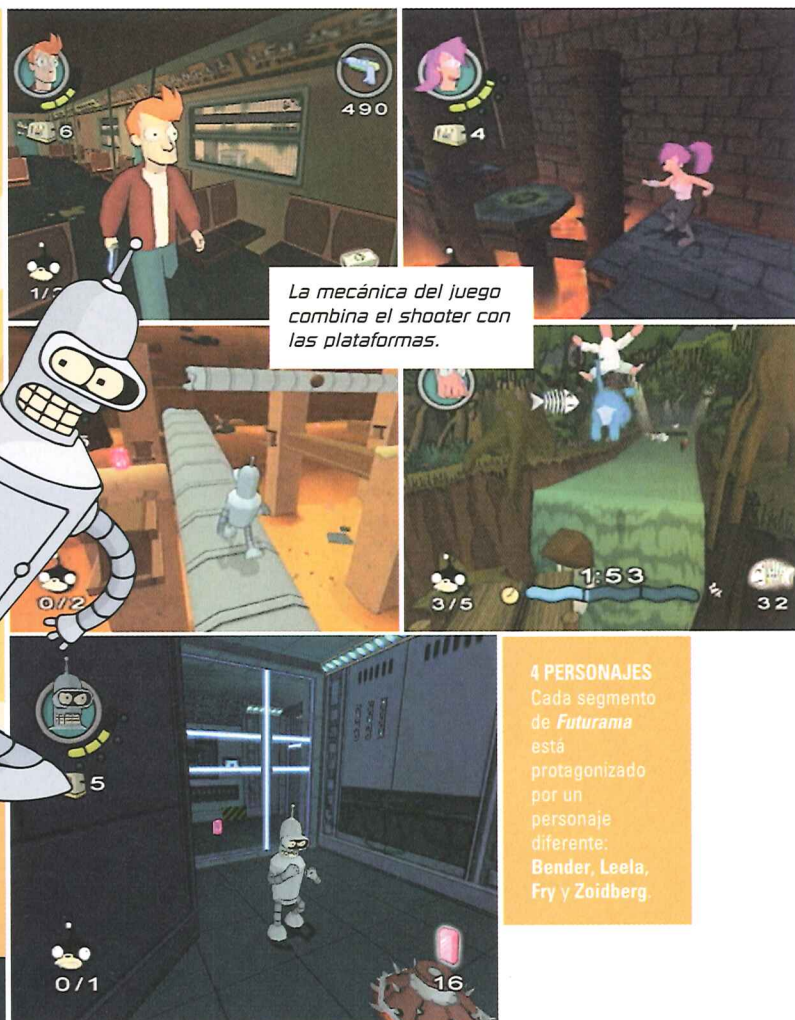 6
490
1/
4
La mecánica del juego
combina el shooter con
las plataformas.
0/2
1:53
3/5
32
5
0/1
16
4 PERSONAJES
Cada segmento
de Futurama
está
protagonizado
por un
personaje
diferente:
Bender, Leela,
Fry y Zoidberg.